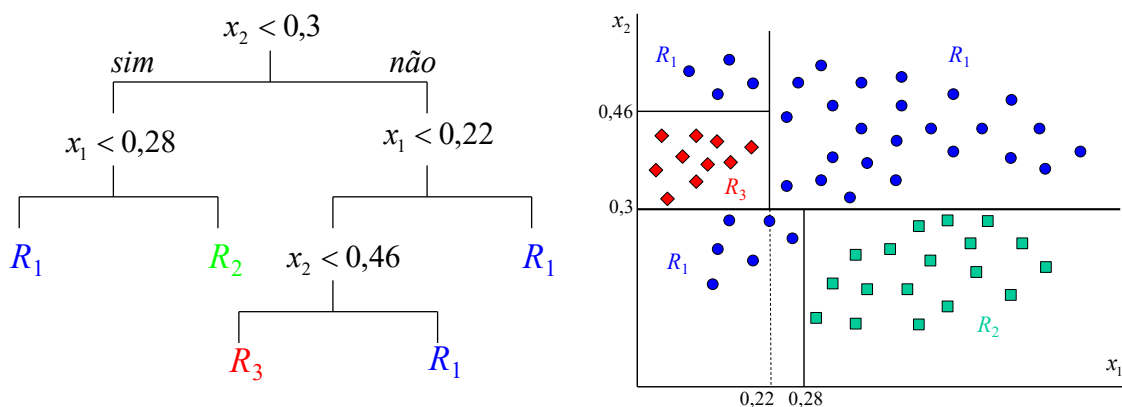 x₂ < 0,3
sim não
x₁ < 0,28 x₁ < 0,22
R₁ R₂ x₂ < 0,46 R₁
R₃ R₁
x₂
R₁ R₁
0,46
R₃
0,3
R₁
R₂
x₁
0,22 0,28